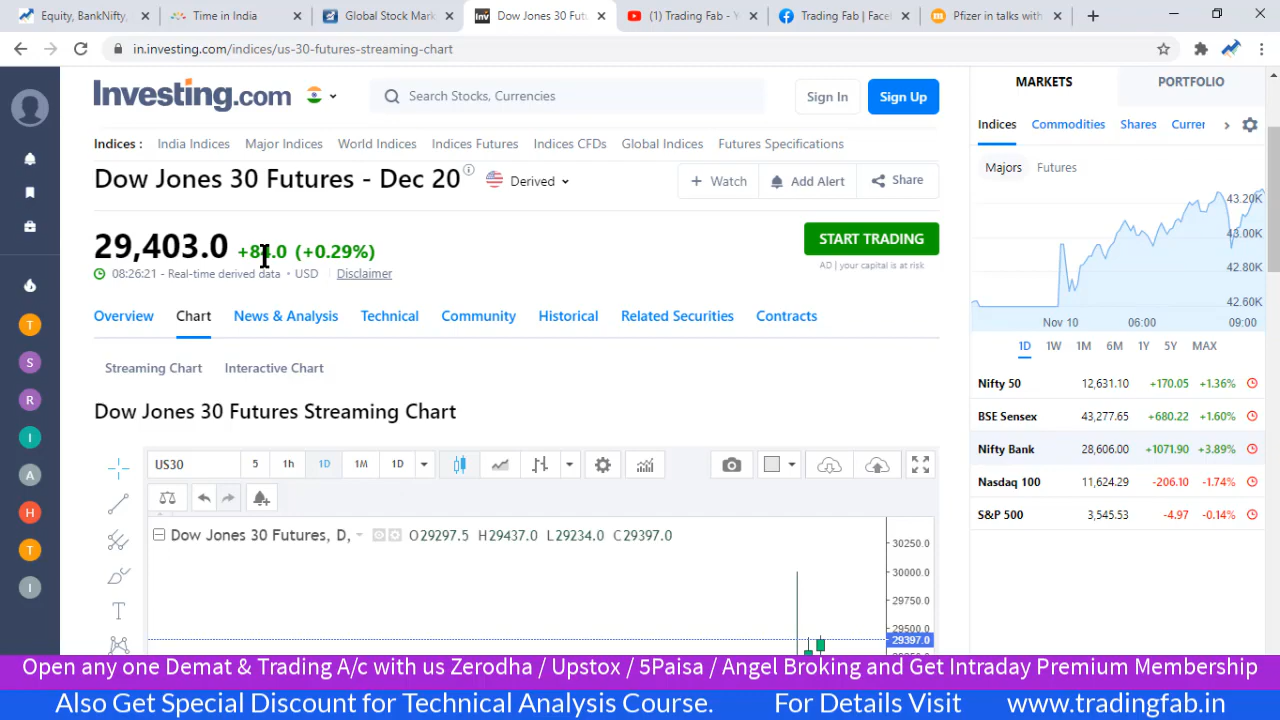 Equity, BankNifty,
Time in India
Global Stock Mark
Dow Jones 30 Futu
(1) Trading Fab - Y
Trading Fab | Face
Pfizer in talks with
in.investing.com/indices/us-30-futures-streaming-chart
Investing.com
Search Stocks, Currencies
Sign In
Sign Up
MARKETS
PORTFOLIO
Indices
Commodities
Shares
Currer
Indices :
India Indices
Major Indices
World Indices
Indices Futures
Indices CFDs
Global Indices
Futures Specifications
Majors
Futures
Dow Jones 30 Futures - Dec 20
Derived
Watch
Add Alert
Share
29,403.0
(+0.29%)
START TRADING
AD | your capital is at risk
08:26:21 - Real-time derived data
USD
Disclaimer
43.20K
43.00K
42.80K
42.60K
Nov 10
06:00
09:00
Overview
Chart
News & Analysis
Technical
Community
Historical
Related Securities
Contracts
1D
1W
1M
6M
1Y
5Y
MAX
Streaming Chart
Interactive Chart
Dow Jones 30 Futures Streaming Chart
Nifty 50 12,631.10 +170.05 +1.36%
BSE Sensex 43,277.65 +680.22 +1.60%
Nifty Bank 28,606.00 +1071.90 +3.89%
Nasdaq 100 11,624.29 -206.10 -1.74%
S&P 500 3,545.53 -4.97 -0.14%
US30
5
1h
1D
1M
1D
Dow Jones 30 Futures, D,
O29297.5 H29437.0 L29234.0 C29397.0
30250.0
30000.0
29750.0
29500.0
29397.0
T
S
R
I
A
H
T
I
T
Open any one Demat & Trading A/c with us Zerodha / Upstox / 5Paisa / Angel Broking and Get Intraday Premium Membership
Also Get Special Discount for Technical Analysis Course. For Details Visit www.tradingfab.in